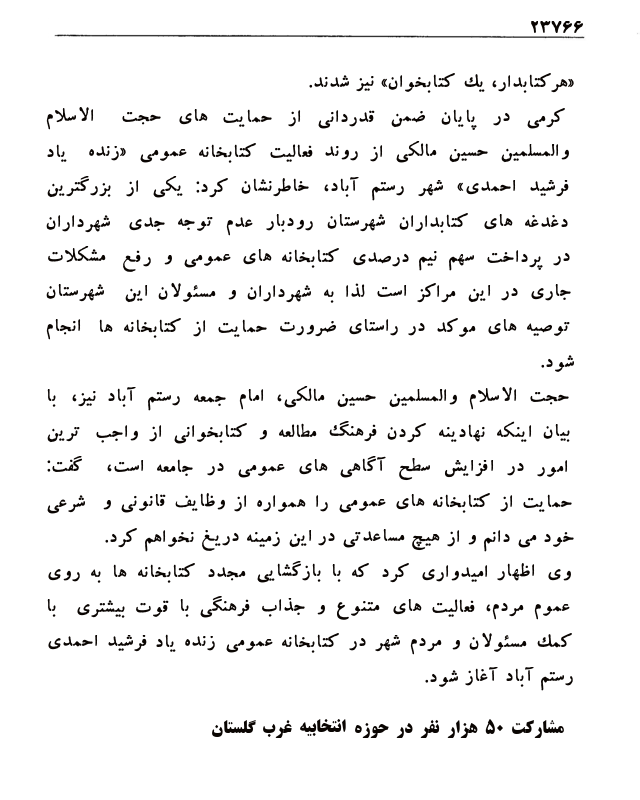 ۲۳۷۶۶
«هرکتابدار، یك کتابخوان» نیز شدند.
کرمی در پایان ضمن قدردانی از حمایت های حجت الاسلام
والمسلمین حسین مالکی از روند فعالیت کتابخانه عمومی «زنده یاد
فرشید احمدی» شهر رستم آباد، خاطرنشان کرد: یکی از بزرگترین
دغدغه های کتابداران شهرستان رودبار عدم توجه جدی شهرداران
در پرداخت سهم نیم درصدی کتابخانه های عمومی و رفع مشکلات
جاری در این مراکز است لذا به شهرداران و مسئولان این شهرستان
توصیه های موکد در راستای ضرورت حمایت از کتابخانه ها انجام
شود.
حجت الاسلام والمسلمین حسین مالکی، امام جمعه رستم آباد نیز، با
بیان اینکه نهادینه کردن فرهنگ مطالعه و کتابخوانی از واجب ترین
امور در افزایش سطح آگاهی های عمومی در جامعه است، گفت:
حمایت از کتابخانه های عمومی را همواره از وظایف قانونی و شرعی
خود می دانم و از هیچ مساعدتی در این زمینه دریغ نخواهم کرد.
وی اظهار امیدواری کرد که با بازگشایی مجدد کتابخانه ها به روی
عموم مردم، فعالیت های متنوع و جذاب فرهنگی با قوت بیشتری با
کمك مسئولان و مردم شهر در کتابخانه عمومی زنده یاد فرشید احمدی
رستم آباد آغاز شود.
مشارکت ۵۰ هزار نفر در حوزه انتخابیه غرب گلستان